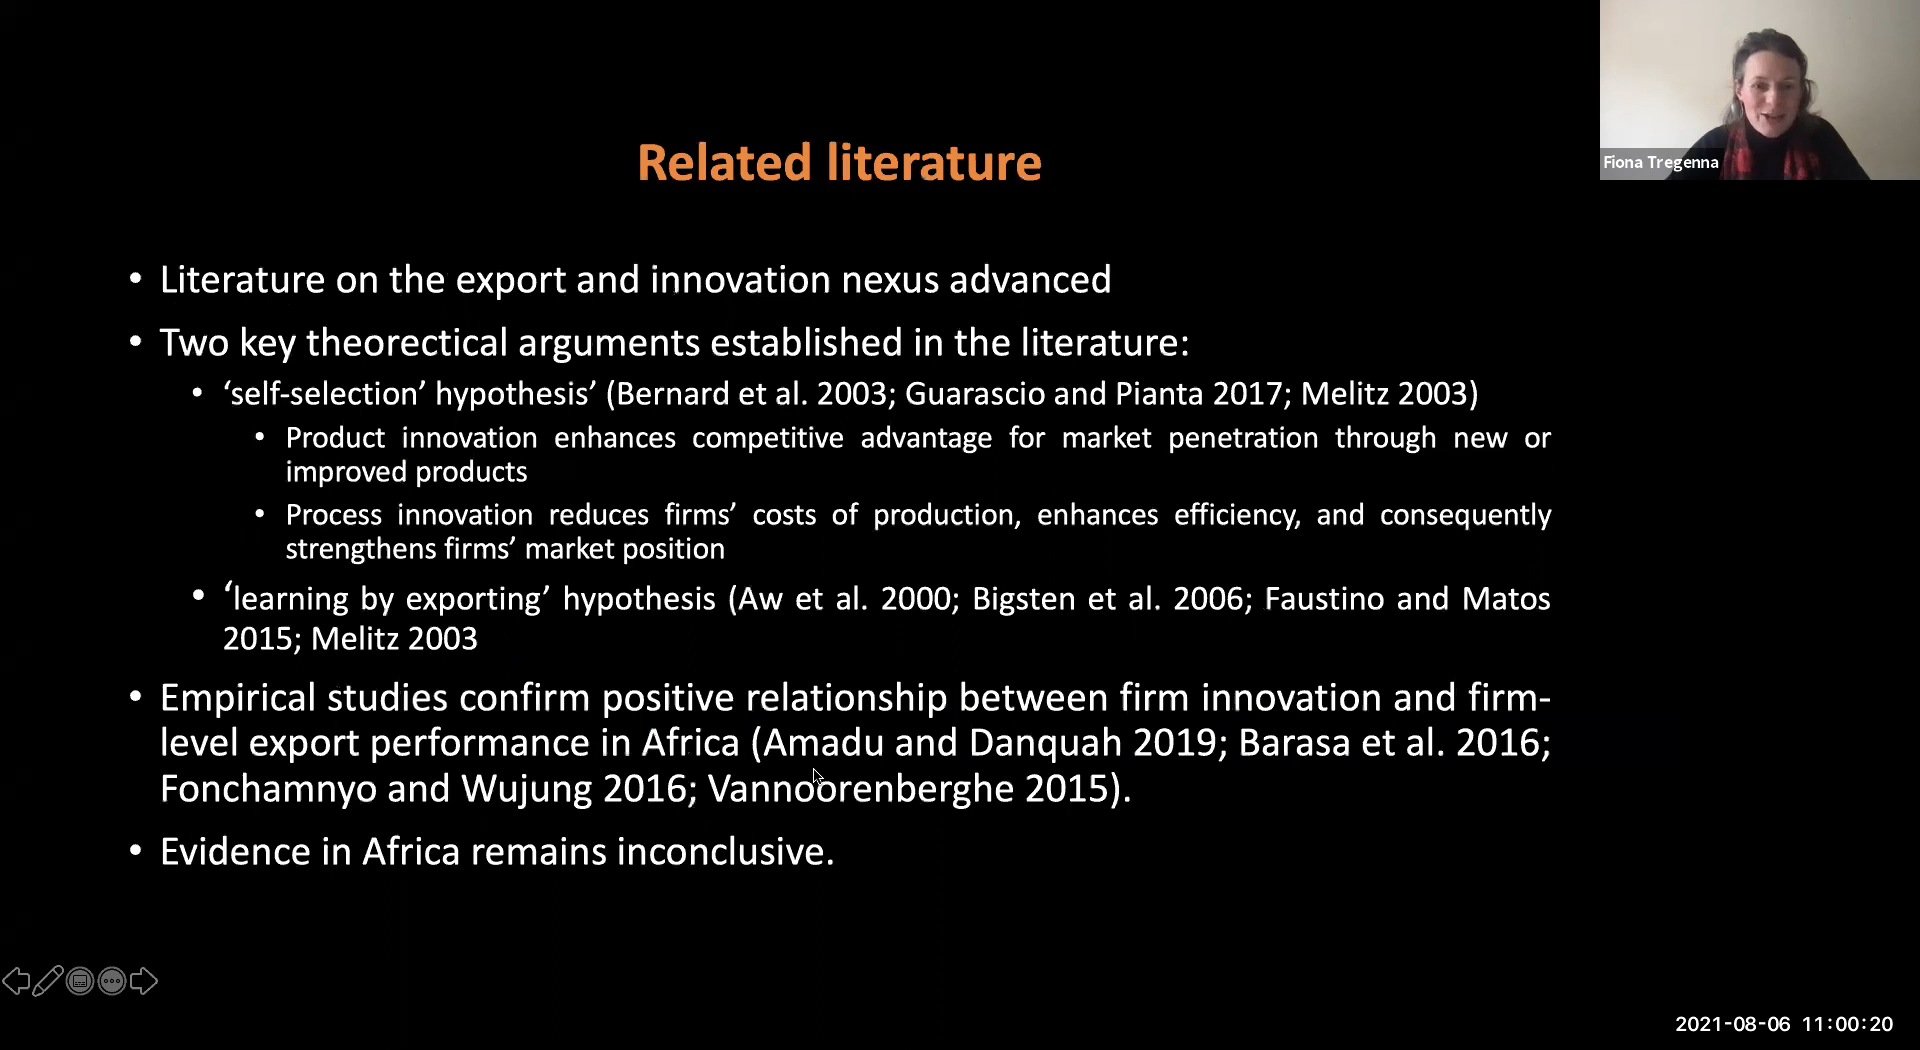 Fiona Tregenna
Related literature
• Literature on the export and innovation nexus advanced
• Two key theorectical arguments established in the literature:
• ‘self-selection’ hypothesis’ (Bernard et al. 2003; Guarascio and Pianta 2017; Melitz 2003)
• Product innovation enhances competitive advantage for market penetration through new or
improved products
• Process innovation reduces firms’ costs of production, enhances efficiency, and consequently
strengthens firms’ market position
• ‘learning by exporting’ hypothesis (Aw et al. 2000; Bigsten et al. 2006; Faustino and Matos
2015; Melitz 2003
• Empirical studies confirm positive relationship between firm innovation and firm-
level export performance in Africa (Amadu and Danquah 2019; Barasa et al. 2016;
Fonchamnyo and Wujung 2016; Vannoorenberghe 2015).
• Evidence in Africa remains inconclusive.
2021-08-06 11:00:20